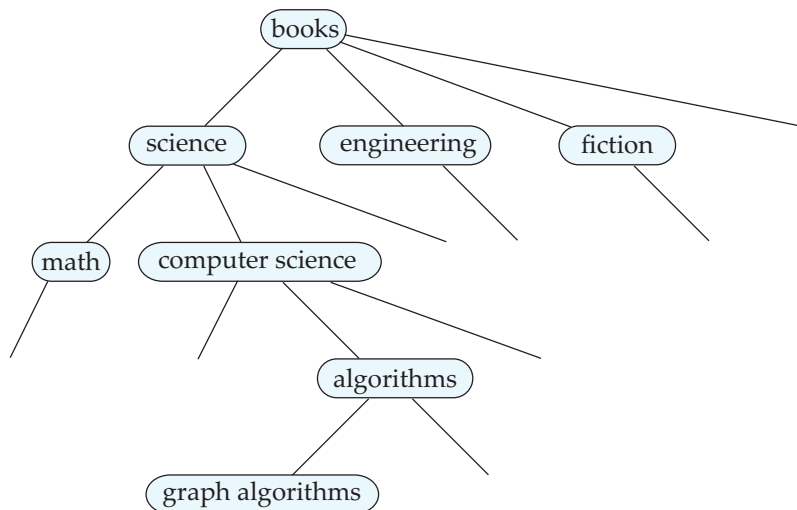 books
science
engineering
fiction
math
computer science
algorithms
graph algorithms